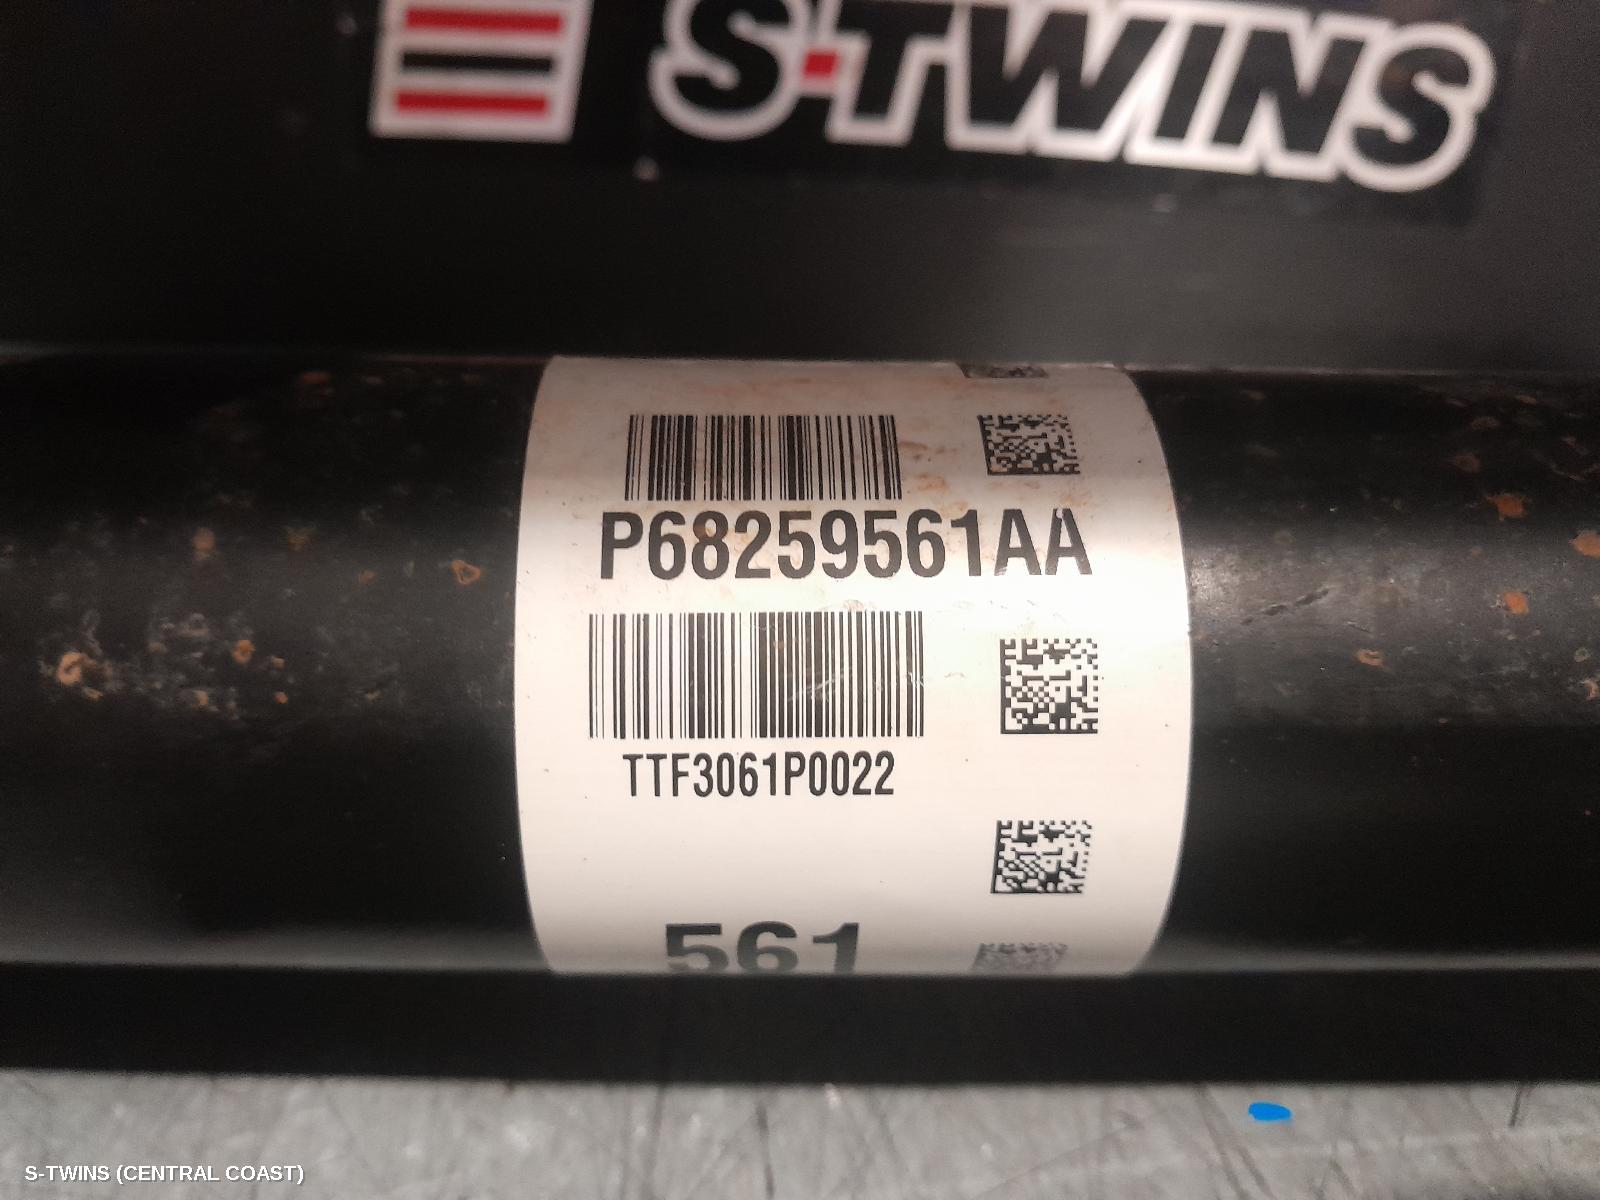 S-TWINS
P68259561AA
TTF3061P0022
561
S-TWINS (CENTRAL COAST)